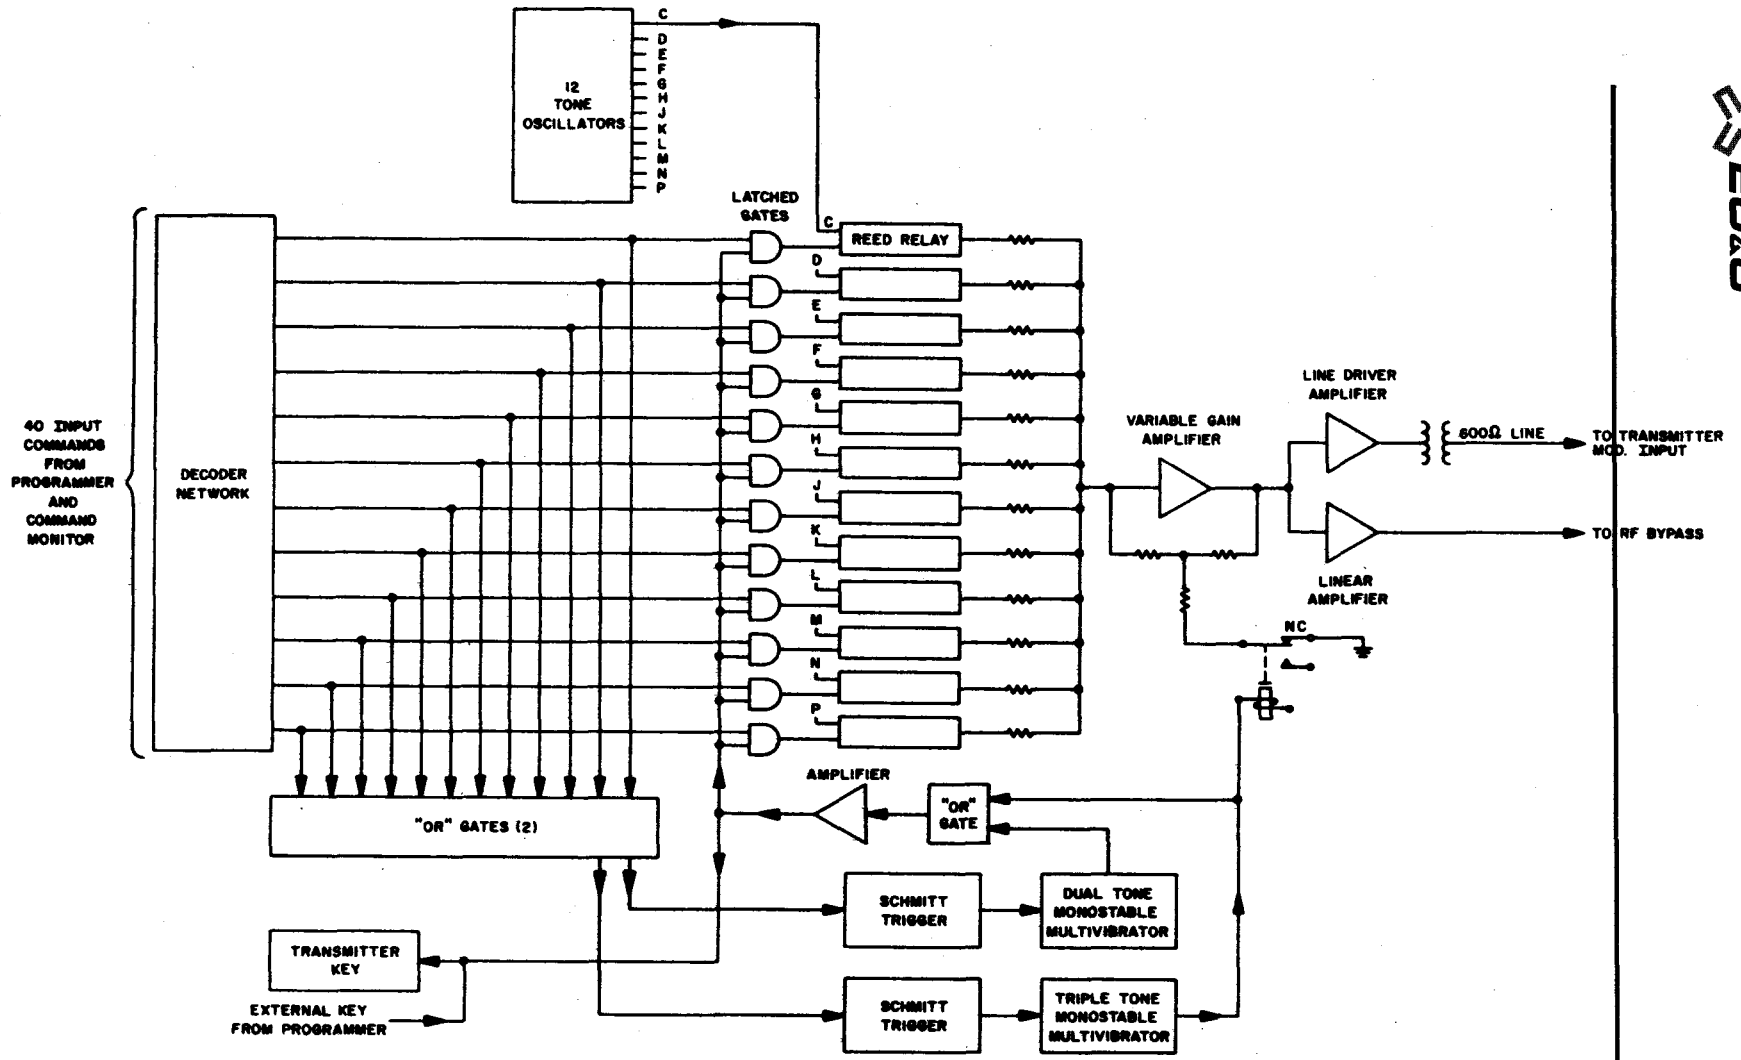 C
D
E
F
G
H
J
K
L
M
N
P
12
TONE
OSCILLATORS
LATCHED
GATES
C
REED RELAY
D
E
F
G
H
J
K
L
M
N
P
40 INPUT
COMMANDS
FROM
PROGRAMMER
AND
COMMAND
MONITOR
DECODER
NETWORK
VARIABLE GAIN
AMPLIFIER
LINE DRIVER
AMPLIFIER
600Ω LINE
TO TRANSMITTER
MOD. INPUT
TO RF BYPASS
LINEAR
AMPLIFIER
NC
AMPLIFIER
"OR"
GATE
"OR" GATES (2)
SCHMITT
TRIGGER
DUAL TONE
MONOSTABLE
MULTIVIBRATOR
TRANSMITTER
KEY
EXTERNAL KEY
FROM PROGRAMMER
SCHMITT
TRIGGER
TRIPLE TONE
MONOSTABLE
MULTIVIBRATOR